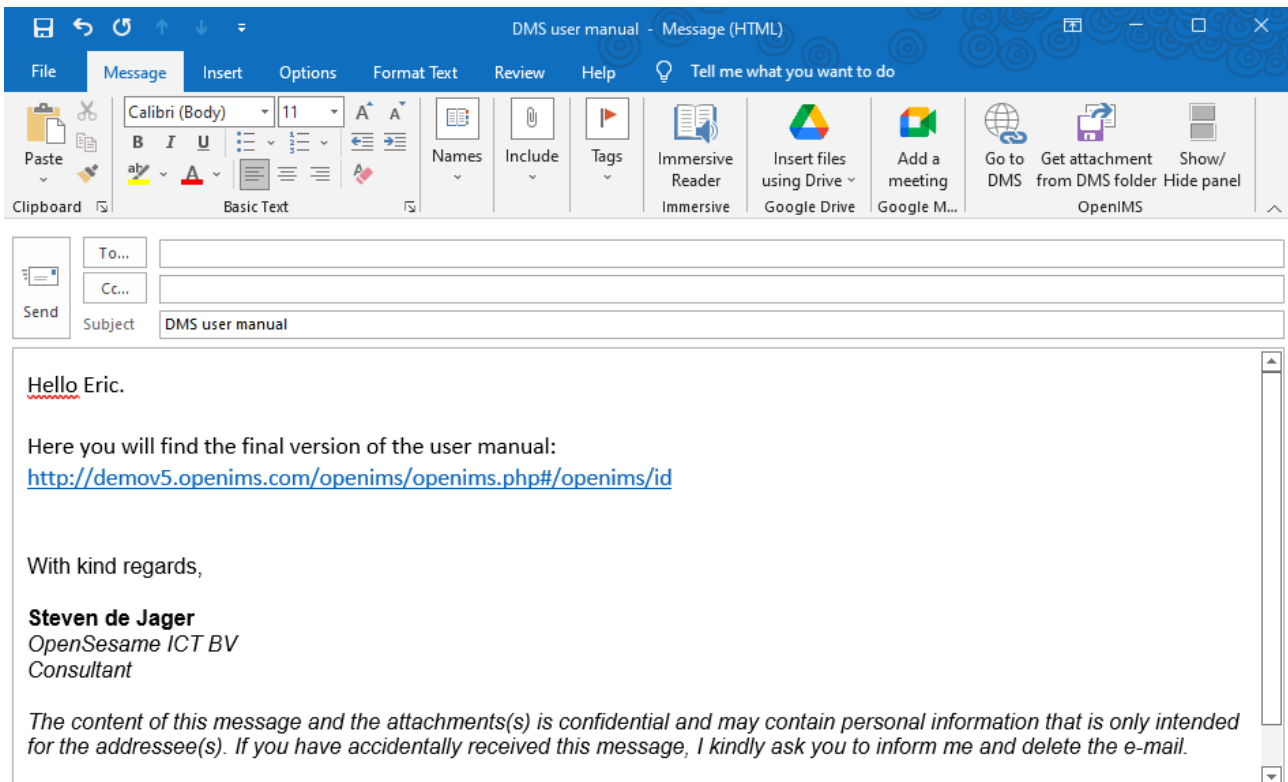 DMS user manual - Message (HTML)
File Message Insert Options Format Text Review Help Tell me what you want to do
Calibri (Body) 11 A A
B I U
Paste Names Include Tags Immersive Reader Insert files using Drive Add a meeting Go to DMS Get attachment from DMS folder Show/ Hide panel
ab A
Clipboard Basic Text Immersive Google Drive Google M... OpenIMS
To...
Cc...
Send
Subject DMS user manual
Hello Eric.
Here you will find the final version of the user manual:
http://demov5.openims.com/openims/openims.php#/openims/id
With kind regards,
Steven de Jager
OpenSesame ICT BV
Consultant
The content of this message and the attachments(s) is confidential and may contain personal information that is only intended
for the addressee(s). If you have accidentally received this message, I kindly ask you to inform me and delete the e-mail.